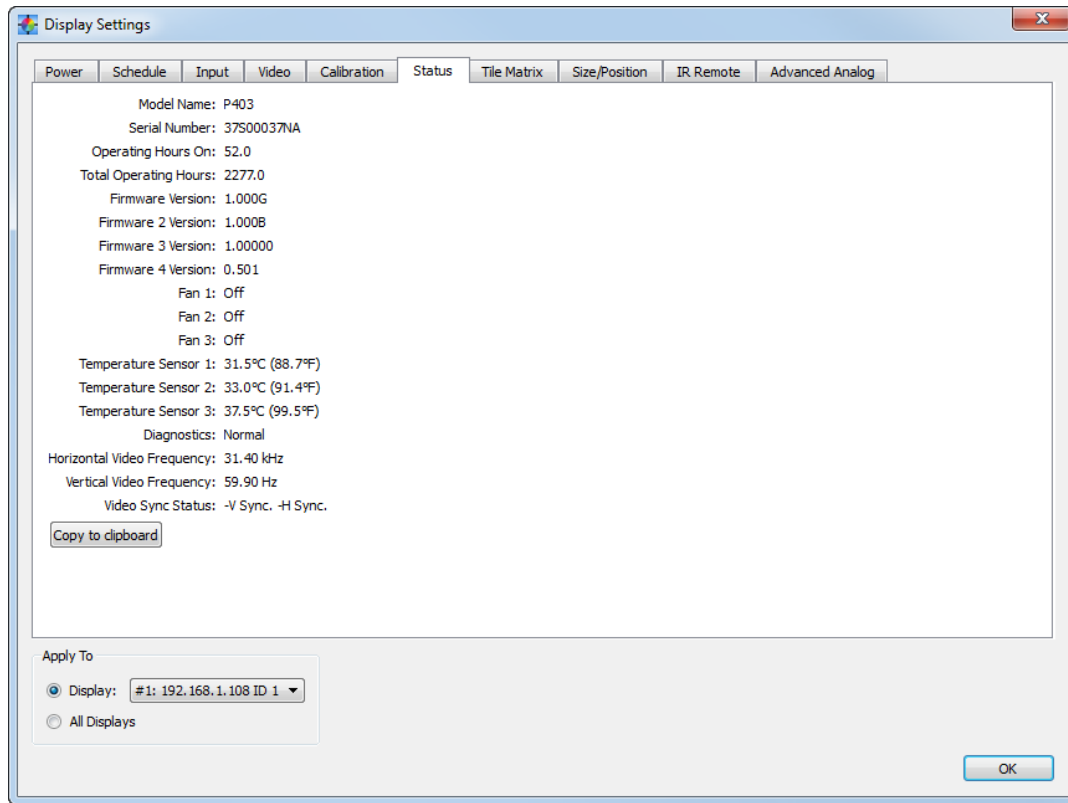 Display Settings
Power Schedule Input Video Calibration Status Tile Matrix Size/Position IR Remote Advanced Analog
Model Name: P403
Serial Number: 37S00037NA
Operating Hours On: 52.0
Total Operating Hours: 2277.0
Firmware Version: 1.000G
Firmware 2 Version: 1.000B
Firmware 3 Version: 1.00000
Firmware 4 Version: 0.501
Fan 1: Off
Fan 2: Off
Fan 3: Off
Temperature Sensor 1: 31.5°C (88.7°F)
Temperature Sensor 2: 33.0°C (91.4°F)
Temperature Sensor 3: 37.5°C (99.5°F)
Diagnostics: Normal
Horizontal Video Frequency: 31.40 kHz
Vertical Video Frequency: 59.90 Hz
Video Sync Status: -V Sync. -H Sync.
Copy to clipboard
Apply To
Display: #1: 192.168.1.108 ID 1
All Displays
OK